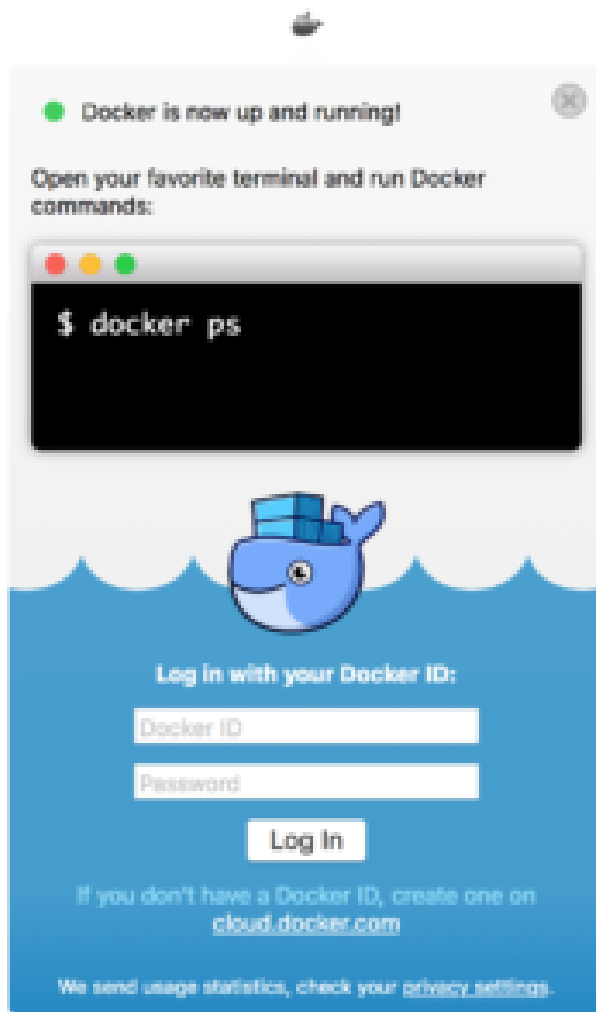 Docker is now up and running!
Open your favorite terminal and run Docker
commands:
$ docker ps
Log in with your Docker ID:
Docker ID
Password
Log In
If you don't have a Docker ID, create one on
cloud.docker.com
We send usage statistics, check your privacy settings.